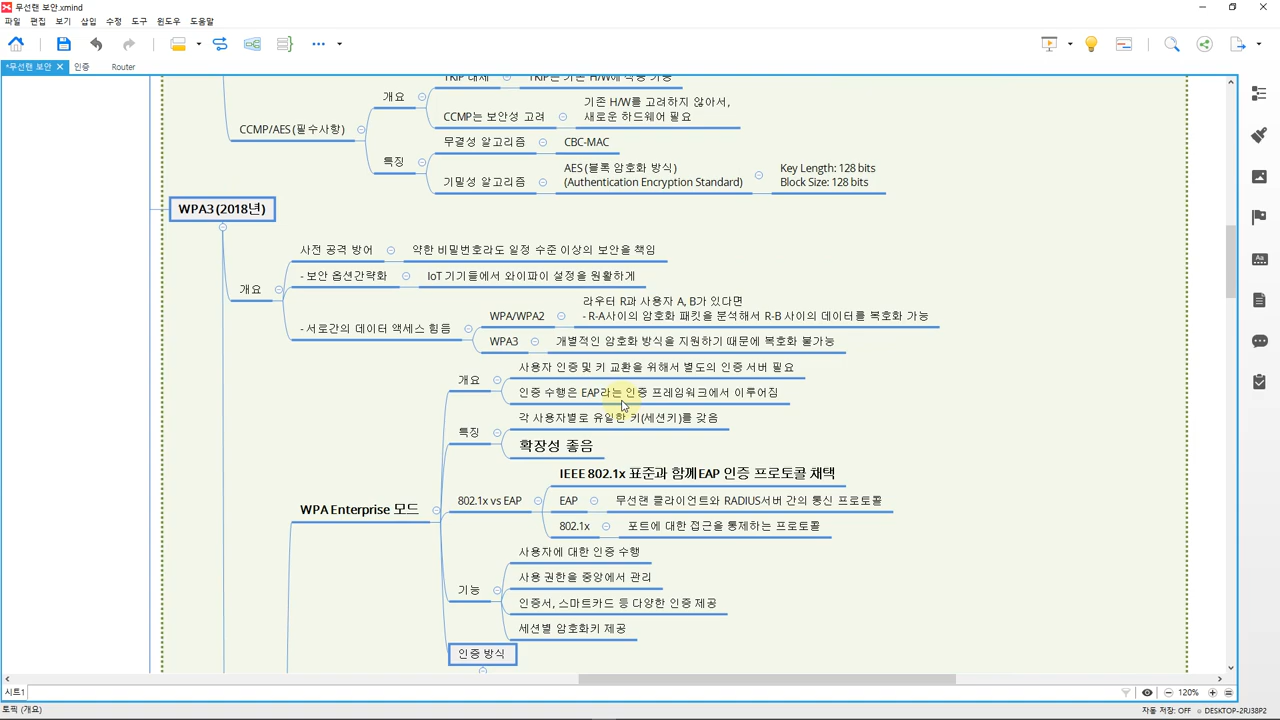 무선랜 보안.xmind
파일 편집 보기 삽입 수정 도구 윈도우 도움말
*무선랜 보안 인증 Router
TKIP 대체
TKIP는 기존 H/W에 적용 가능
개요
CCMP는 보안성 고려
기존 H/W를 고려하지 않아서,
새로운 하드웨어 필요
CCMP/AES (필수사항)
무결성 알고리즘
CBC-MAC
특징
기밀성 알고리즘
AES (블록 암호화 방식)
(Authentication Encryption Standard)
Key Length: 128 bits
Block Size: 128 bits
WPA3 (2018년)
사전 공격 방어
약한 비밀번호라도 일정 수준 이상의 보안을 책임
개요
- 보안 옵션간략화
IoT 기기들에서 와이파이 설정을 원활하게
- 서로간의 데이터 액세스 힘듬
WPA/WPA2
라우터 R과 사용자 A, B가 있다면
- R-A사이의 암호화 패킷을 분석해서 R-B 사이의 데이터를 복호화 가능
WPA3
개별적인 암호화 방식을 지원하기 때문에 복호화 불가능
WPA Enterprise 모드
개요
사용자 인증 및 키 교환을 위해서 별도의 인증 서버 필요
인증 수행은 EAP라는 인증 프레임워크에서 이루어짐
특징
각 사용자별로 유일한 키(세션키)를 갖음
확장성 좋음
802.1x vs EAP
IEEE 802.1x 표준과 함께 EAP 인증 프로토콜 채택
EAP
무선랜 클라이언트와 RADIUS서버 간의 통신 프로토콜
802.1x
포트에 대한 접근을 통제하는 프로토콜
기능
사용자에 대한 인증 수행
사용 권한을 중앙에서 관리
인증서, 스마트카드 등 다양한 인증 제공
세션별 암호화키 제공
인증 방식
시트1
120%
토픽 (개요)
자동 저장: OFF DESKTOP-2RJ38P2